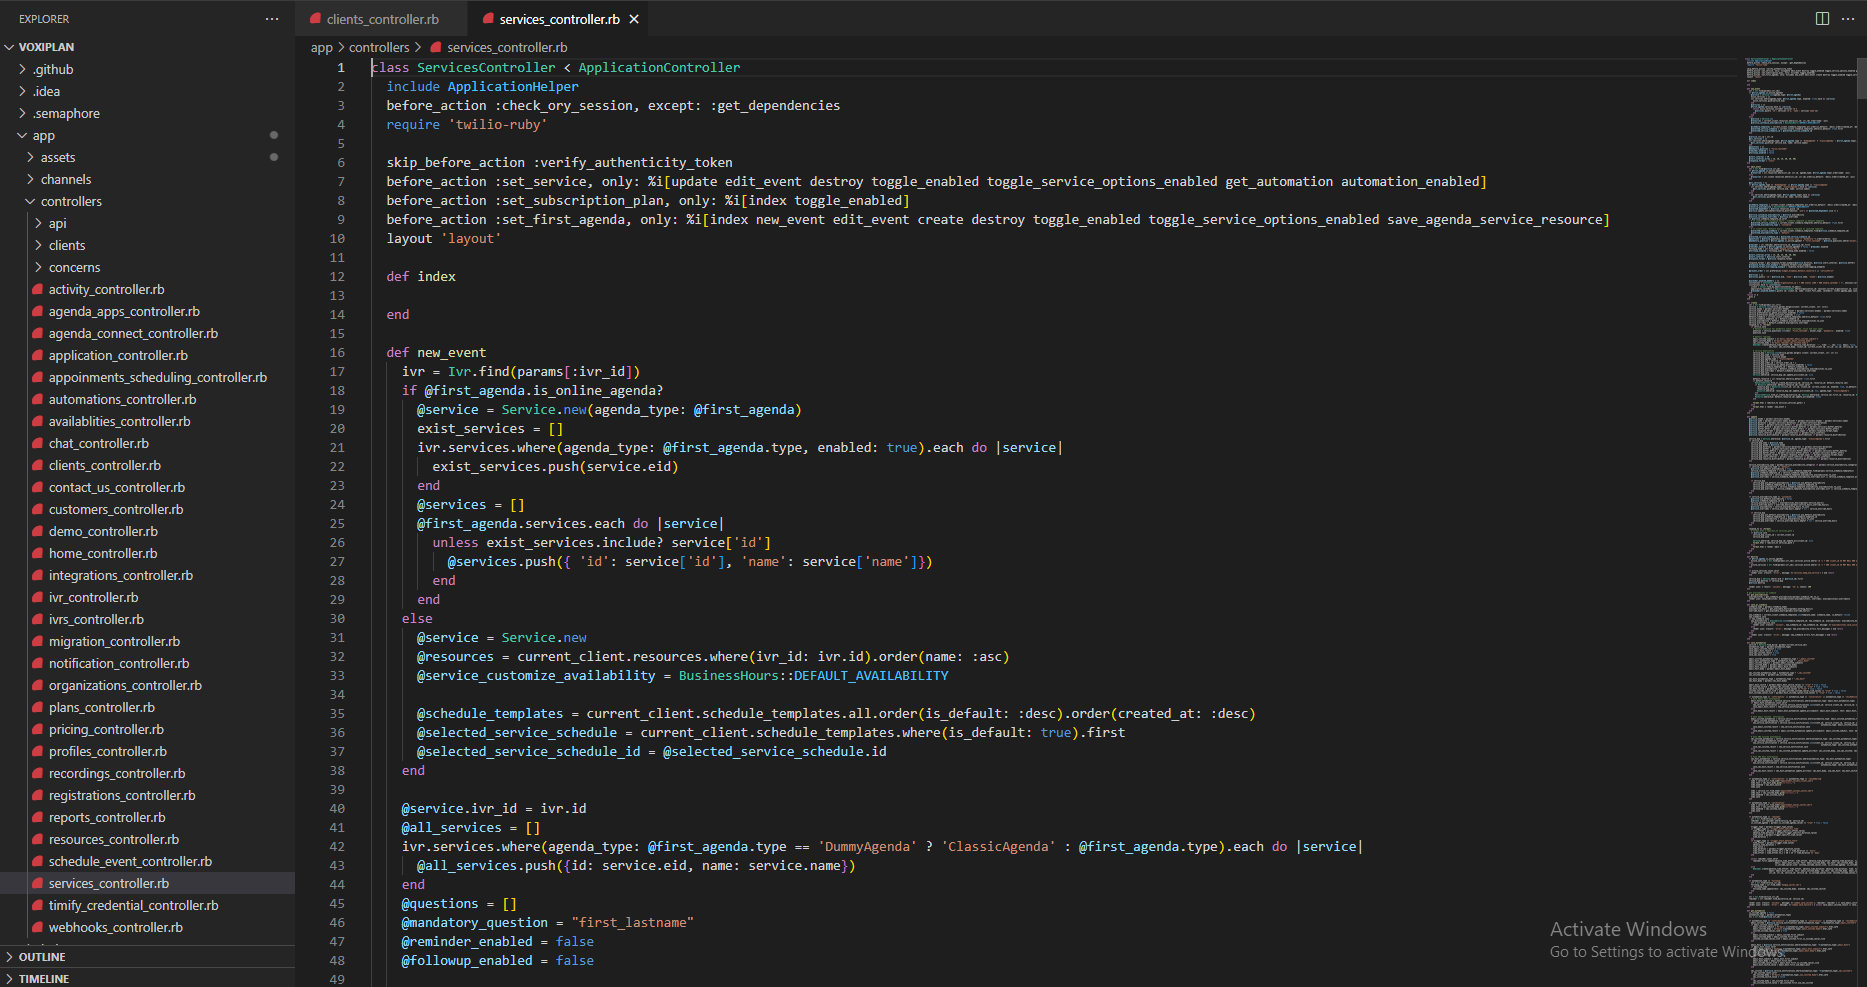 EXPLORER
VOXIPLAN
.github
.idea
.semaphore
app
assets
channels
controllers
api
clients
concerns
activity_controller.rb
agenda_apps_controller.rb
agenda_connect_controller.rb
application_controller.rb
appoinments_scheduling_controller.rb
automations_controller.rb
availablities_controller.rb
chat_controller.rb
clients_controller.rb
contact_us_controller.rb
customers_controller.rb
demo_controller.rb
home_controller.rb
integrations_controller.rb
ivr_controller.rb
ivrs_controller.rb
migration_controller.rb
notification_controller.rb
organizations_controller.rb
plans_controller.rb
pricing_controller.rb
profiles_controller.rb
recordings_controller.rb
registrations_controller.rb
reports_controller.rb
resources_controller.rb
schedule_event_controller.rb
services_controller.rb
timify_credential_controller.rb
webhooks_controller.rb
OUTLINE
TIMELINE
clients_controller.rb
services_controller.rb
app > controllers > services_controller.rb
1 class ServicesController < ApplicationController
2 include ApplicationHelper
3 before_action :check_ory_session, except: :get_dependencies
4 require 'twilio-ruby'
5
6 skip_before_action :verify_authenticity_token
7 before_action :set_service, only: %i[update edit_event destroy toggle_enabled toggle_service_options_enabled get_automation automation_enabled]
8 before_action :set_subscription_plan, only: %i[index toggle_enabled]
9 before_action :set_first_agenda, only: %i[index new_event edit_event create destroy toggle_enabled toggle_service_options_enabled save_agenda_service_resource]
10 layout 'layout'
11
12 def index
13
14 end
15
16 def new_event
17 ivr = Ivr.find(params[:ivr_id])
18 if @first_agenda.is_online_agenda?
19 @service = Service.new(agenda_type: @first_agenda)
20 exist_services = []
21 ivr.services.where(agenda_type: @first_agenda.type, enabled: true).each do |service|
22 exist_services.push(service.eid)
23 end
24 @services = []
25 @first_agenda.services.each do |service|
26 unless exist_services.include? service['id']
27 @services.push({ 'id': service['id'], 'name': service['name']})
28 end
29 end
30 else
31 @service = Service.new
32 @resources = current_client.resources.where(ivr_id: ivr.id).order(name: :asc)
33 @service_customize_availability = BusinessHours::DEFAULT_AVAILABILITY
34
35 @schedule_templates = current_client.schedule_templates.all.order(is_default: :desc).order(created_at: :desc)
36 @selected_service_schedule = current_client.schedule_templates.where(is_default: true).first
37 @selected_service_schedule_id = @selected_service_schedule.id
38 end
39
40 @service.ivr_id = ivr.id
41 @all_services = []
42 ivr.services.where(agenda_type: @first_agenda.type == 'DummyAgenda' ? 'ClassicAgenda' : @first_agenda.type).each do |service|
43 @all_services.push({id: service.eid, name: service.name})
44 end
45 @questions = []
46 @mandatory_question = "first_lastname"
47 @reminder_enabled = false
48 @followup_enabled = false
49
Activate Windows
Go to Settings to activate Windows.